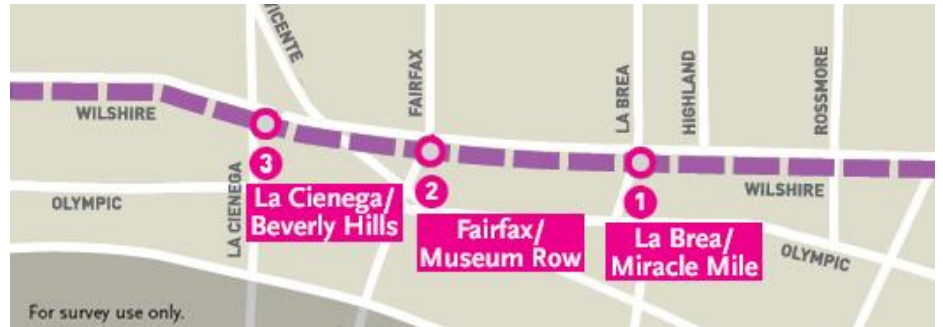 VICENTE
FAIRFAX
LA BREA
HIGHLAND
ROSSMORE
WILSHIRE
3
La Cienega/
Beverly Hills
2
Fairfax/
Museum Row
1
La Brea/
Miracle Mile
WILSHIRE
OLYMPIC
LA CIENEGA
OLYMPIC
For survey use only.